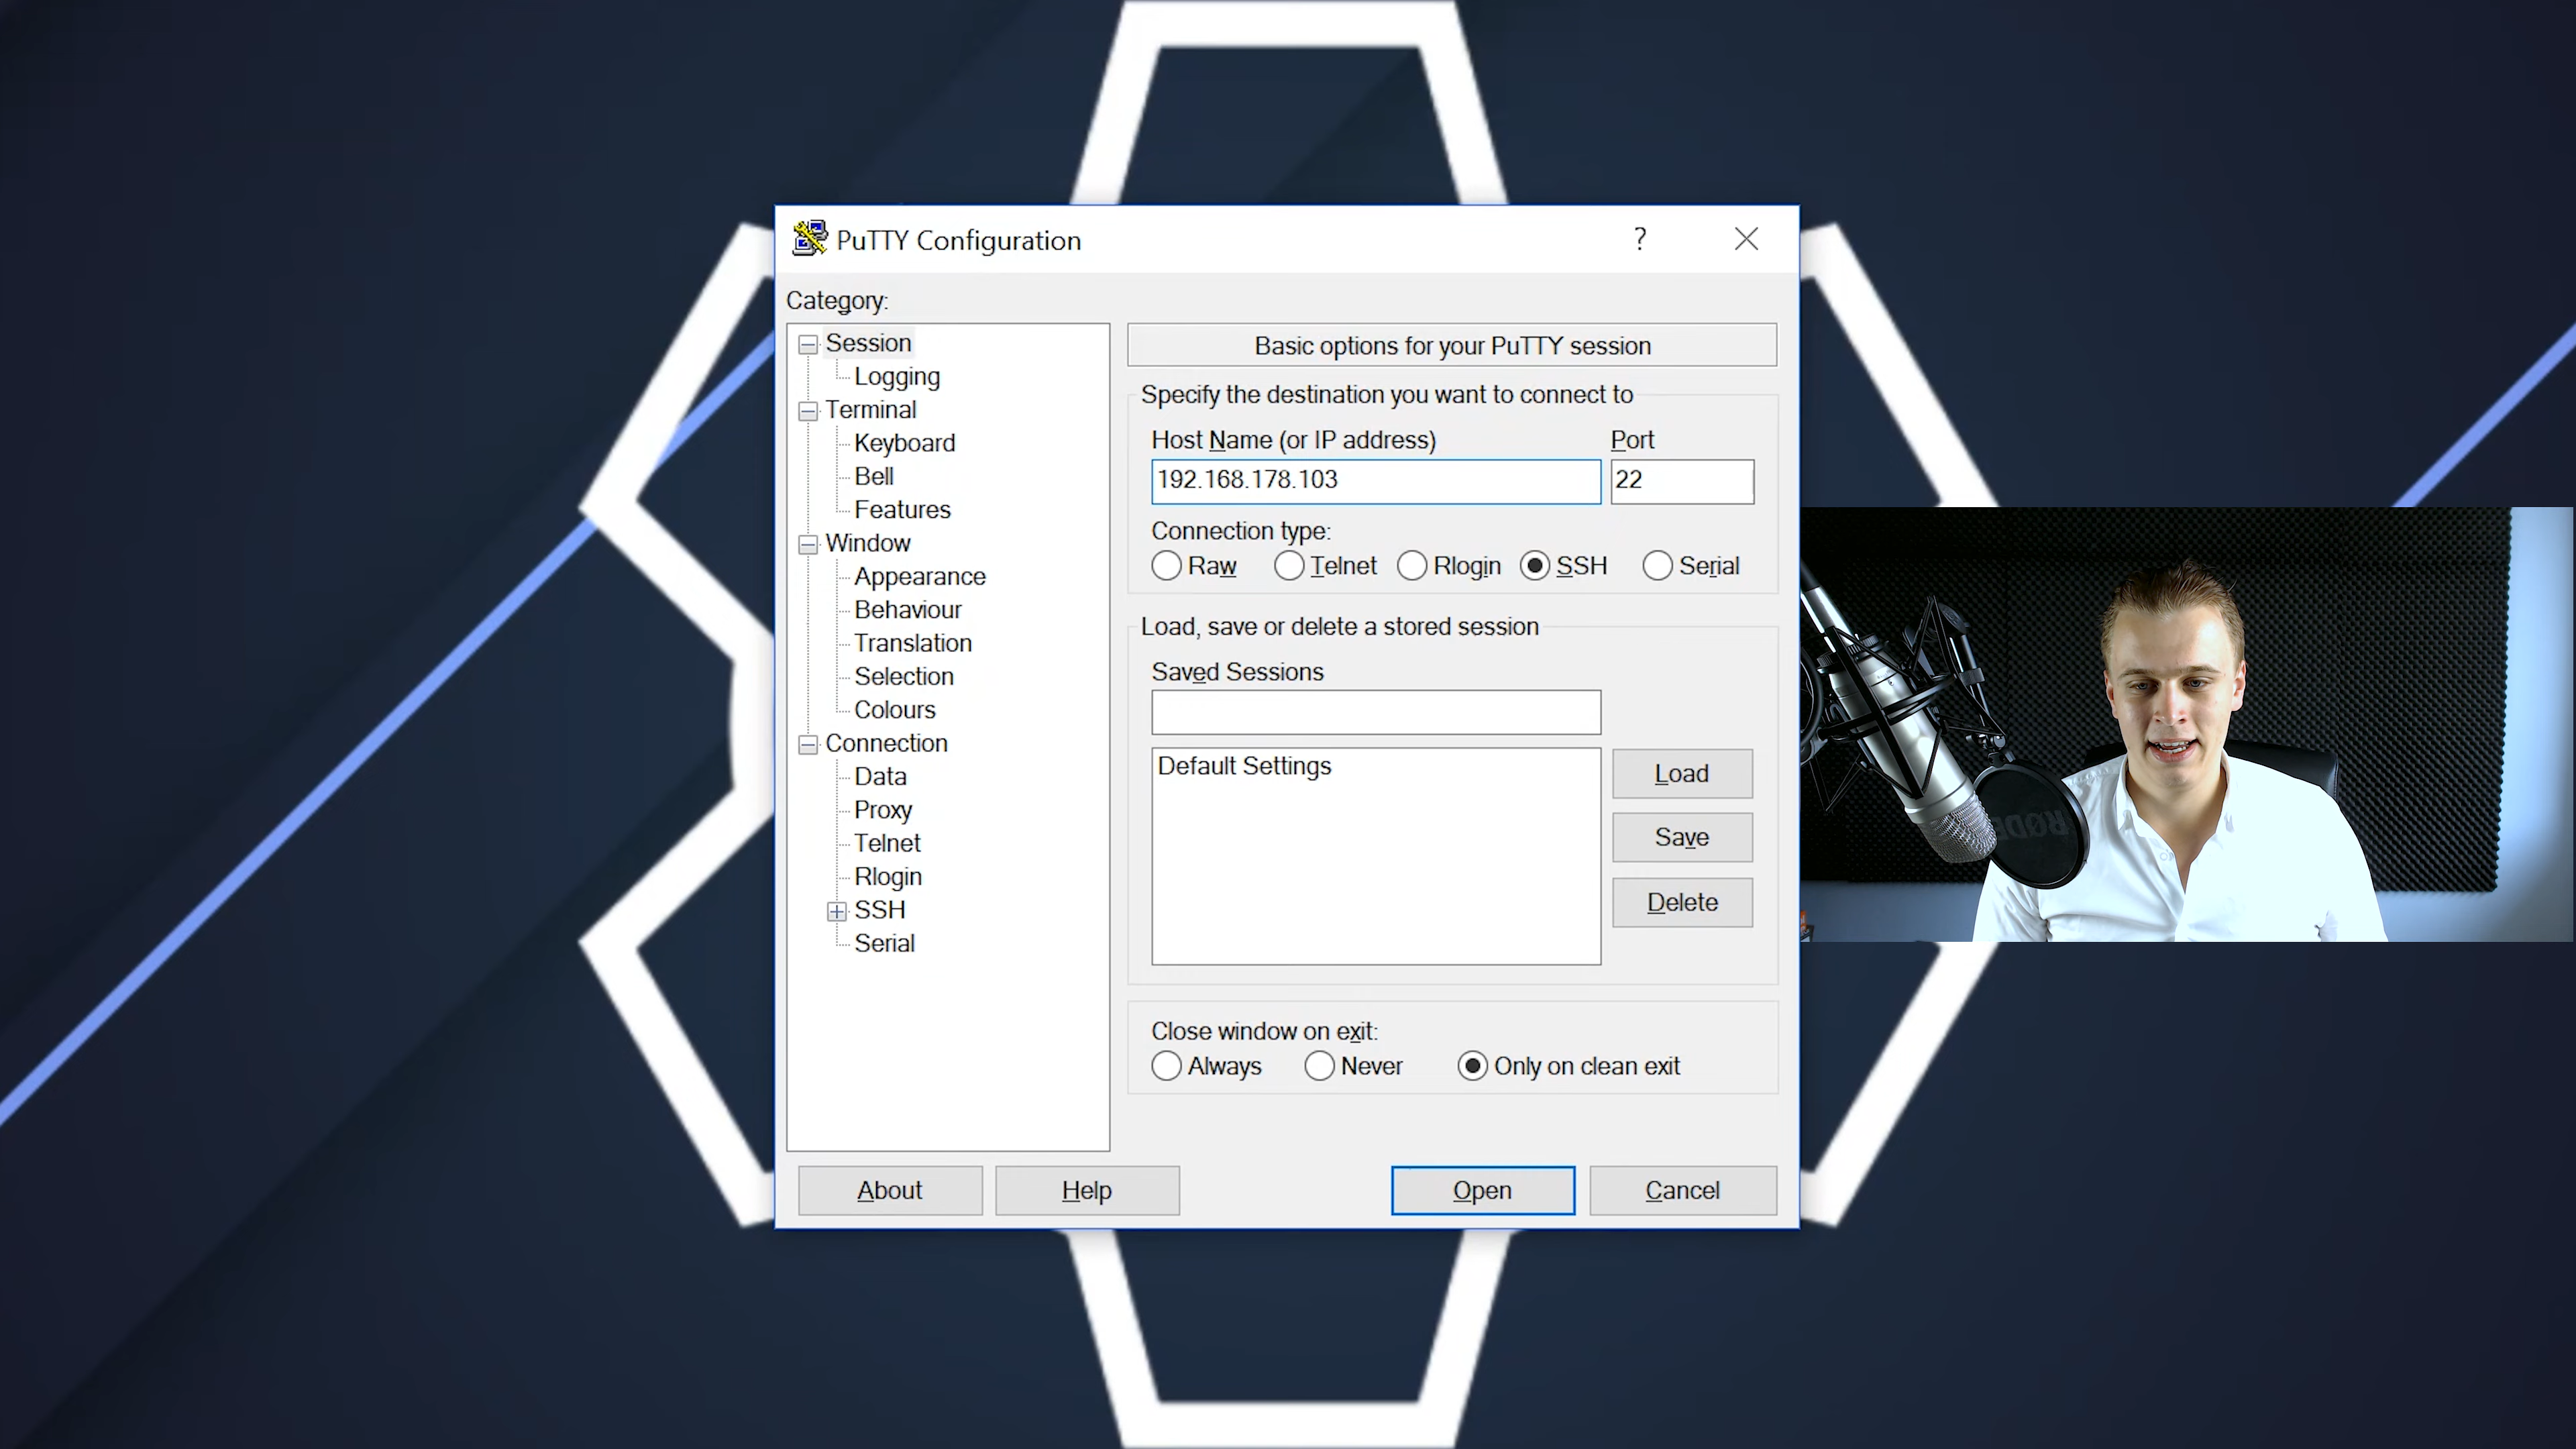 PuTTY Configuration
?
Category:
Session
Logging
Terminal
Keyboard
Bell
Features
Window
Appearance
Behaviour
Translation
Selection
Colours
Connection
Data
Proxy
Telnet
Rlogin
SSH
Serial
Basic options for your PuTTY session
Specify the destination you want to connect to
Host Name (or IP address) Port
192.168.178.103 22
Connection type:
Raw Telnet Rlogin SSH Serial
Load, save or delete a stored session
Saved Sessions
Default Settings
Load
Save
Delete
Close window on exit:
Always Never Only on clean exit
About Help Open Cancel
RØDE